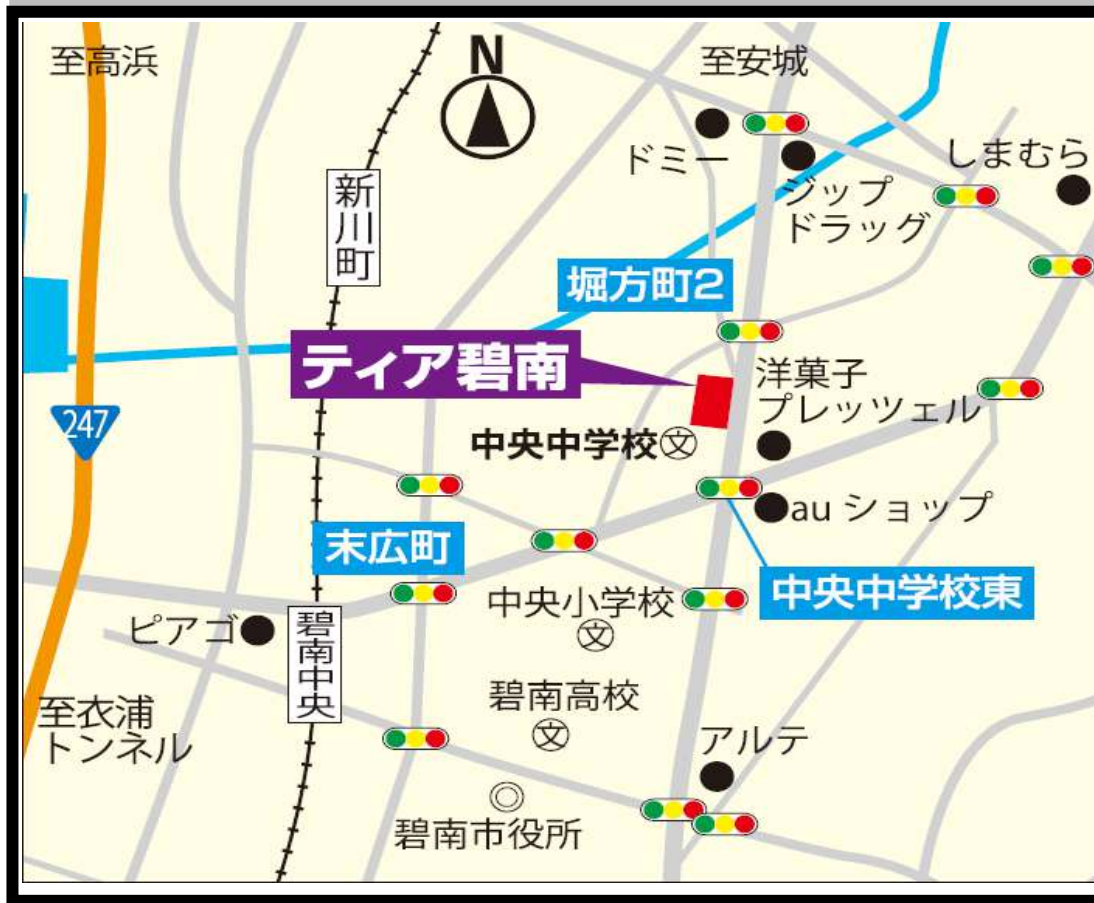 至高浜
N
至安城
ドミー
しまむら
ジップ
ドラッグ
新川町
堀方町2
ティア碧南
洋菓子
プレッツェル
247
中央中学校
文
auショップ
末広町
中央小学校
文
中央中学校東
ピアゴ
碧南中央
碧南高校
文
至衣浦
トンネル
アルテ
碧南市役所